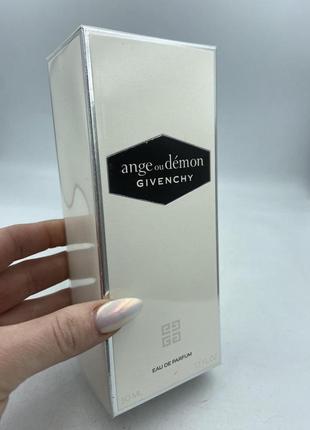 ange ou démon
GIVENCHY
EAU DE PARFUM